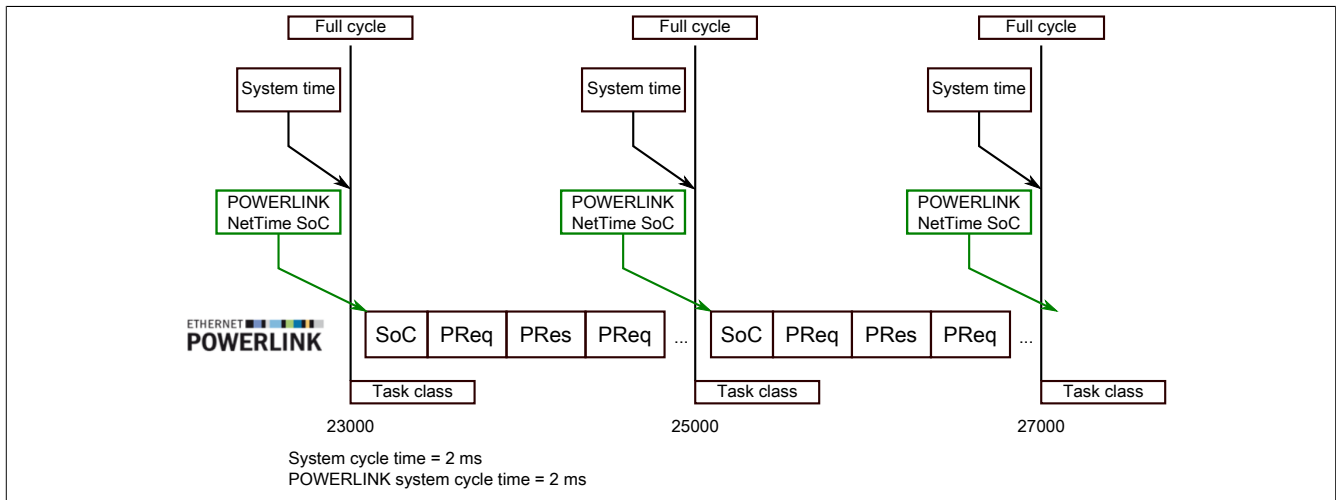 Full cycle Full cycle Full cycle
System time System time System time
POWERLINK POWERLINK POWERLINK
NetTime SoC NetTime SoC NetTime SoC
ETHERNET
POWERLINK
SoC PReq PRes PReq ... SoC PReq PRes PReq ...
Task class Task class Task class
23000 25000 27000
System cycle time = 2 ms
POWERLINK system cycle time = 2 ms